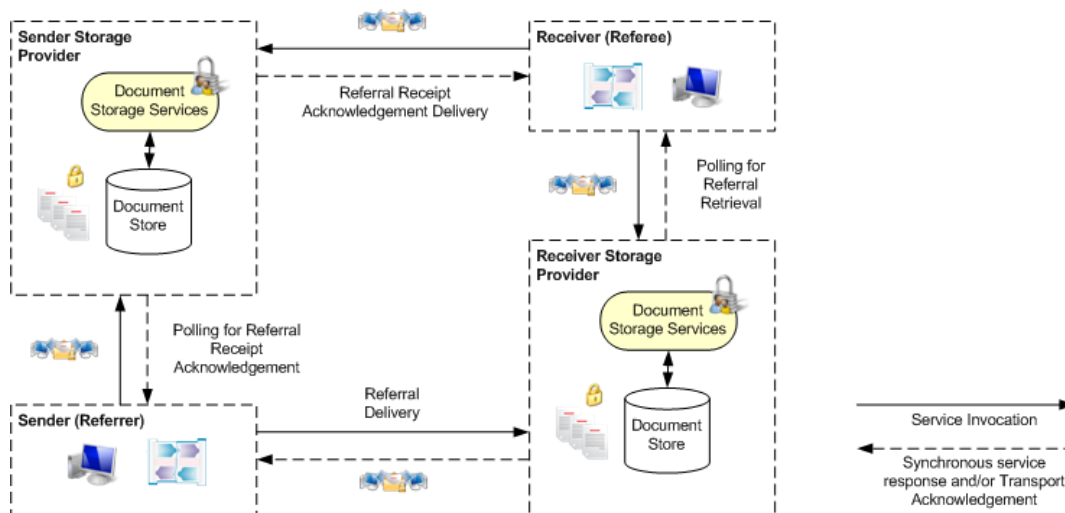 Sender Storage
Provider
Document
Storage Services
Document
Store
Referral Receipt
Acknowledgement Delivery
Receiver (Referee)
Polling for
Referral
Retrieval
Receiver Storage
Provider
Document
Storage Services
Document
Store
Polling for Referral
Receipt
Acknowledgement
Sender (Referrer)
Referral
Delivery
Service Invocation
Synchronous service
response and/or Transport
Acknowledgement